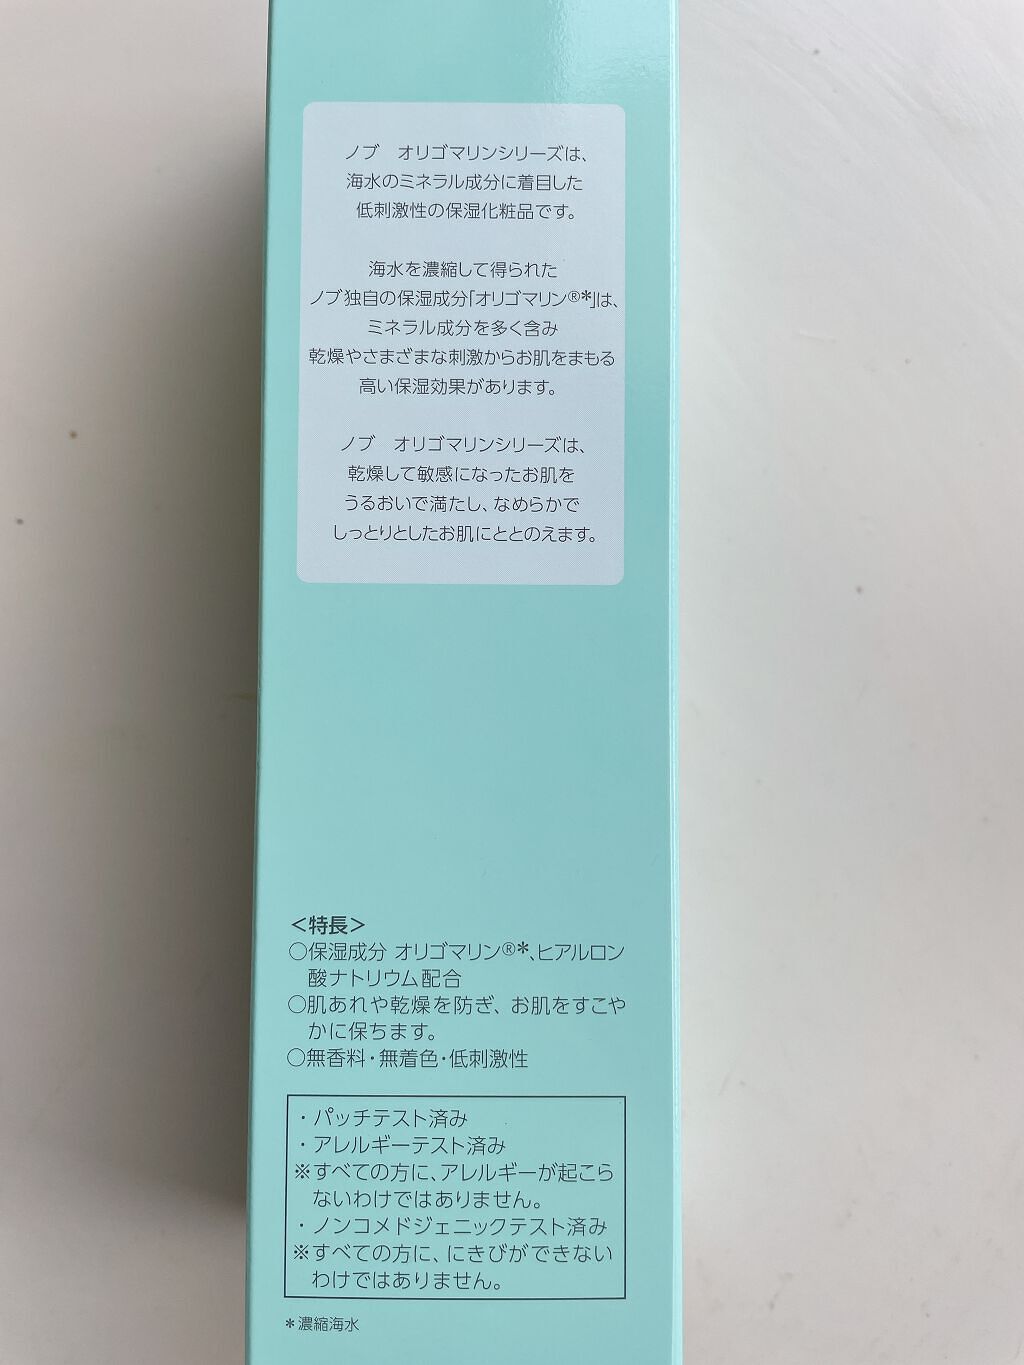 ノブ　オリゴマリンシリーズは、
海水のミネラル成分に着目した
低刺激性の保湿化粧品です。
海水を濃縮して得られた
ノブ独自の保湿成分｢オリゴマリン®*｣は、
ミネラル成分を多く含み
乾燥やさまざまな刺激からお肌をまもる
高い保湿効果があります。
ノブ　オリゴマリンシリーズは、
乾燥して敏感になったお肌を
うるおいで満たし、なめらかで
しっとりとしたお肌にととのえます。
＜特長＞
○保湿成分 オリゴマリン®*、ヒアルロン
酸ナトリウム配合
○肌あれや乾燥を防ぎ、お肌をすこや
かに保ちます。
○無香料・無着色・低刺激性
・パッチテスト済み
・アレルギーテスト済み
※すべての方に、アレルギーが起こら
ないわけではありません。
・ノンコメドジェニックテスト済み
※すべての方に、にきびができない
わけではありません。
*濃縮海水